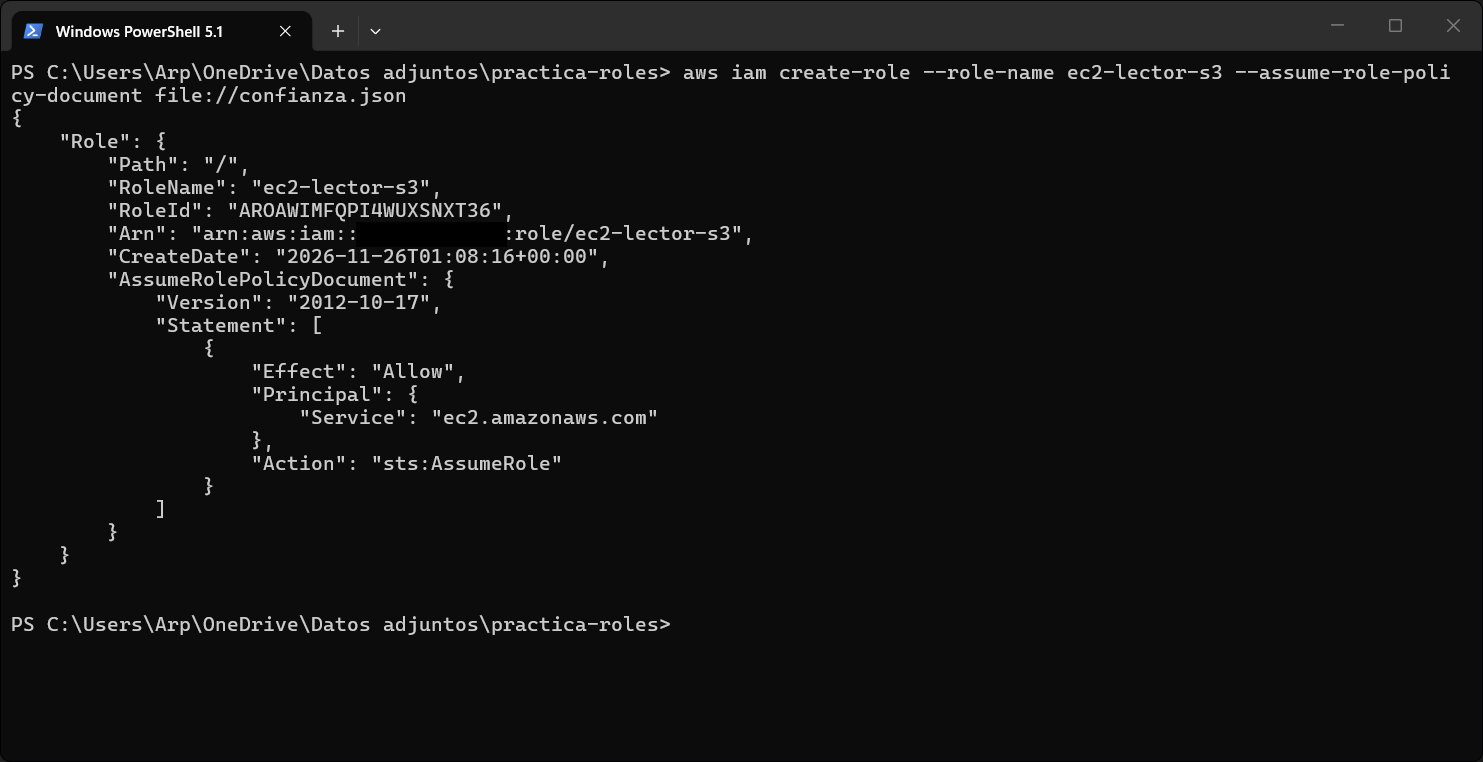 Windows PowerShell 5.1
PS C:\Users\Arp\OneDrive\Datos adjuntos\practica-roles> aws iam create-role --role-name ec2-lector-s3 --assume-role-poli
cy-document file://confianza.json
{
    "Role": {
        "Path": "/",
        "RoleName": "ec2-lector-s3",
        "RoleId": "AROAWIMFQPI4WUXSNXT36",
        "Arn": "arn:aws:iam:::role/ec2-lector-s3",
        "CreateDate": "2026-11-26T01:08:16+00:00",
        "AssumeRolePolicyDocument": {
            "Version": "2012-10-17",
            "Statement": [
                {
                    "Effect": "Allow",
                    "Principal": {
                        "Service": "ec2.amazonaws.com"
                    },
                    "Action": "sts:AssumeRole"
                }
            ]
        }
    }
}
PS C:\Users\Arp\OneDrive\Datos adjuntos\practica-roles>